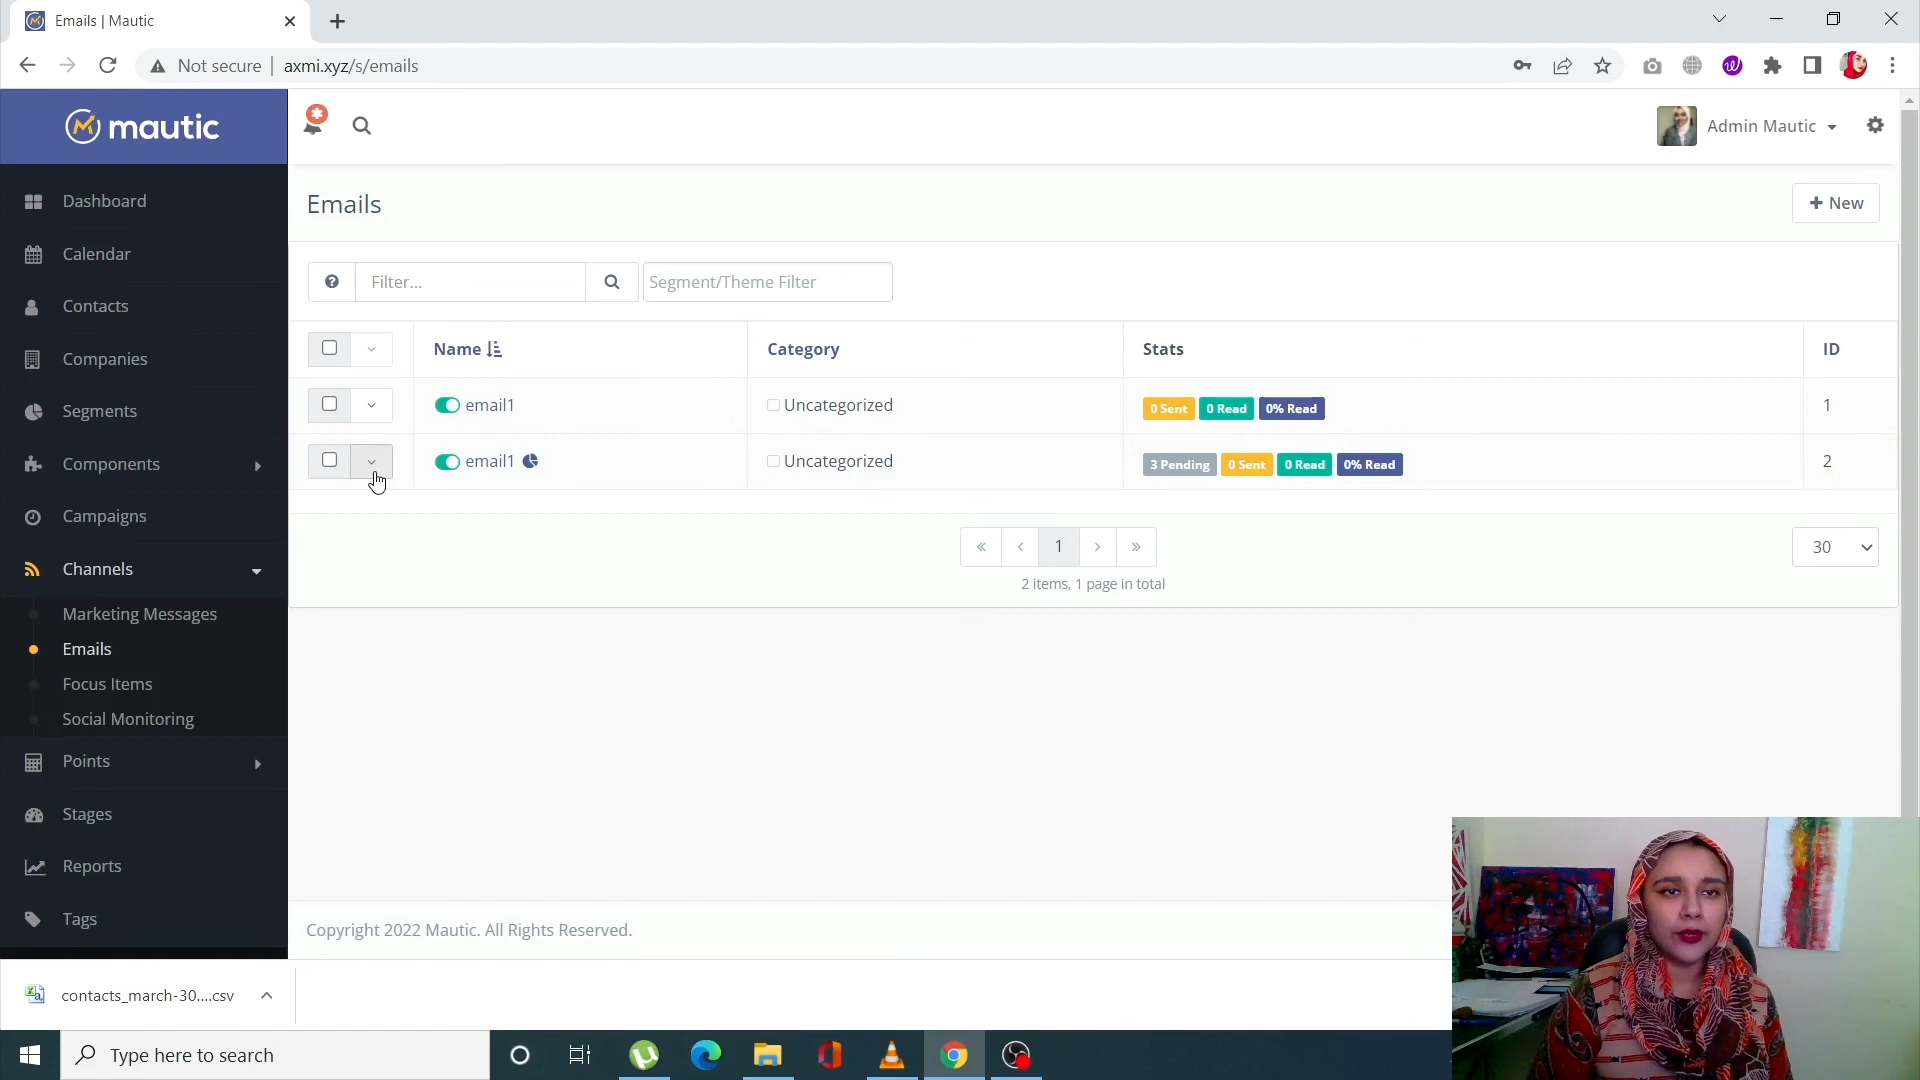 Emails | Mautic
Not secure | axmi.xyz/s/emails
mautic
Admin Mautic
Dashboard
Calendar
Contacts
Companies
Segments
Components
Campaigns
Channels
Marketing Messages
Emails
Focus Items
Social Monitoring
Points
Stages
Reports
Tags
Emails
+ New
Filter...
Segment/Theme Filter
Name
Category
Stats
ID
email1
Uncategorized
0 Sent 0 Read 0% Read
1
email1
Uncategorized
3 Pending 0 Sent 0 Read 0% Read
2
« ‹ 1 › »
30
2 items, 1 page in total
Copyright 2022 Mautic. All Rights Reserved.
contacts_march-30....csv
Type here to search